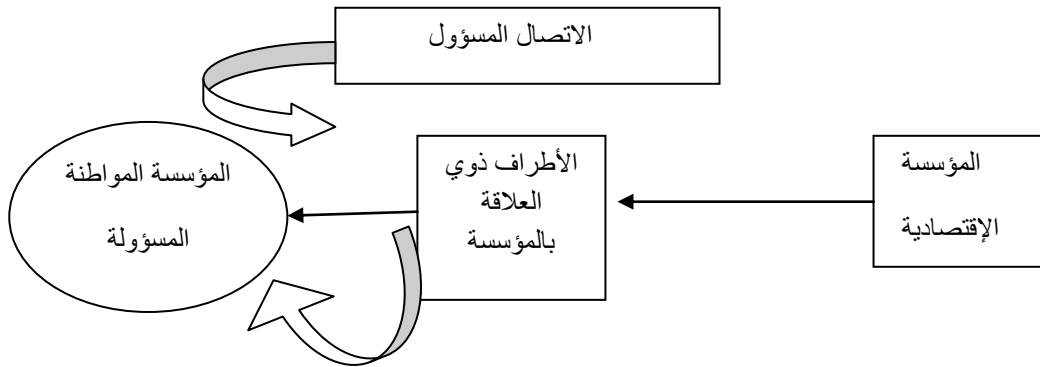 الاتصال المسؤول
المؤسسة
الإقتصادية
الأطراف ذوي
العلاقة
بالمؤسسة
المؤسسة المواطنة
المسؤولة